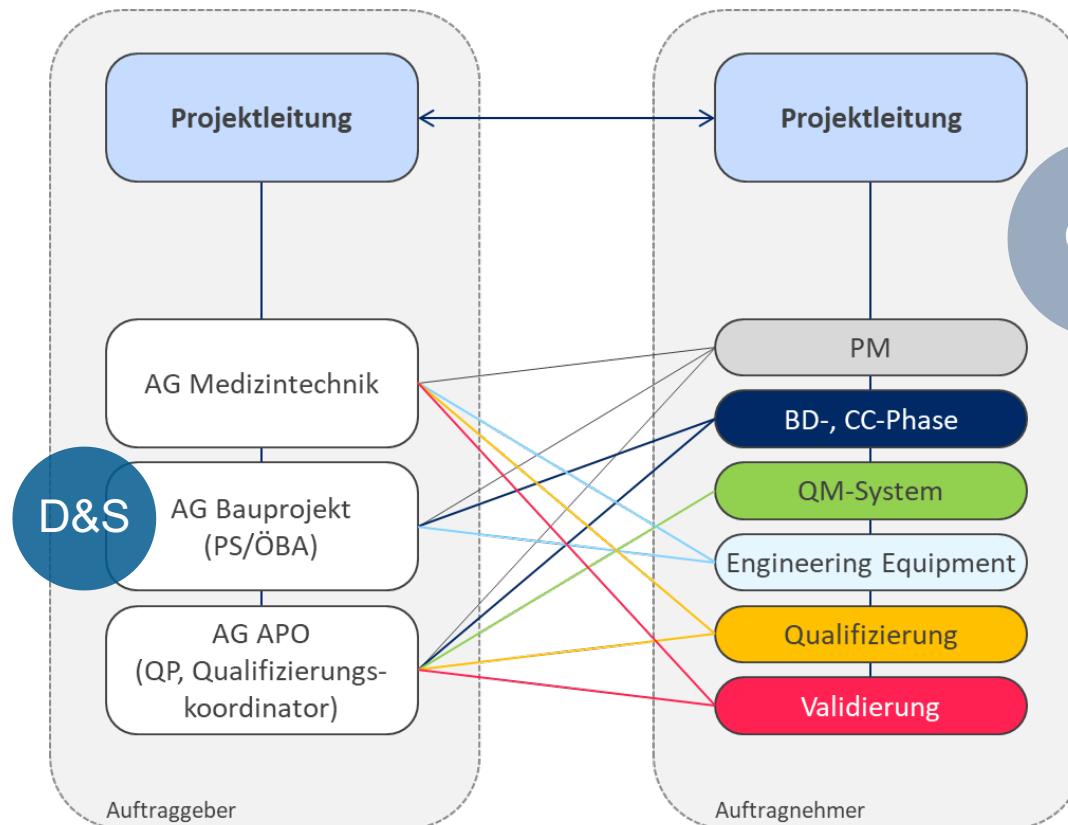 Projektleitung
Projektleitung
AG Medizintechnik
D&S
AG Bauprojekt
(PS/ÖBA)
AG APO
(QP, Qualifizierungs-
koordinator)
PM
BD-, CC-Phase
QM-System
Engineering Equipment
Qualifizierung
Validierung
Auftraggeber
Auftragnehmer